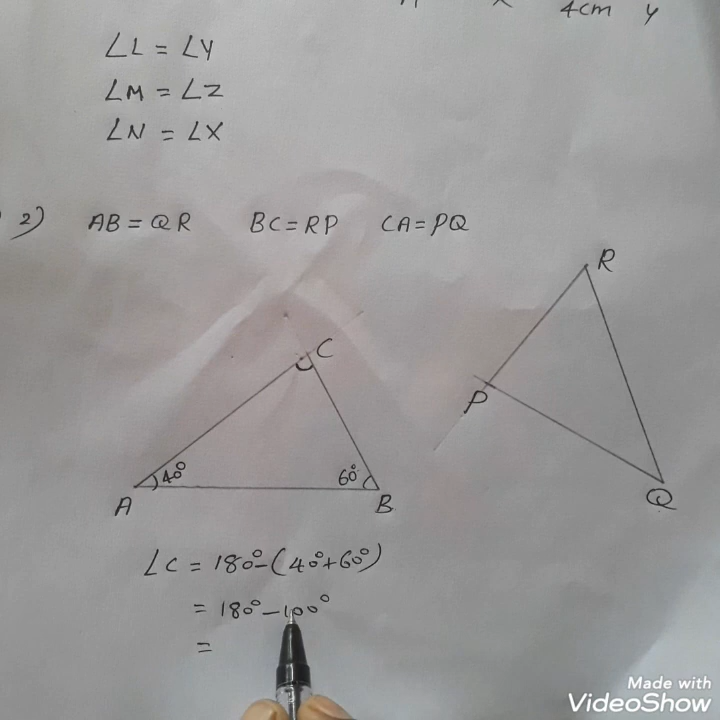 4cm y
∠L = ∠Y
∠M = ∠Z
∠N = ∠X
2) AB = QR BC = RP CA = PQ
R
C
P
40°
60°
A
B
Q
∠C = 180° - (40° + 60°)
= 180° - 100°
=
Made with
VideoShow